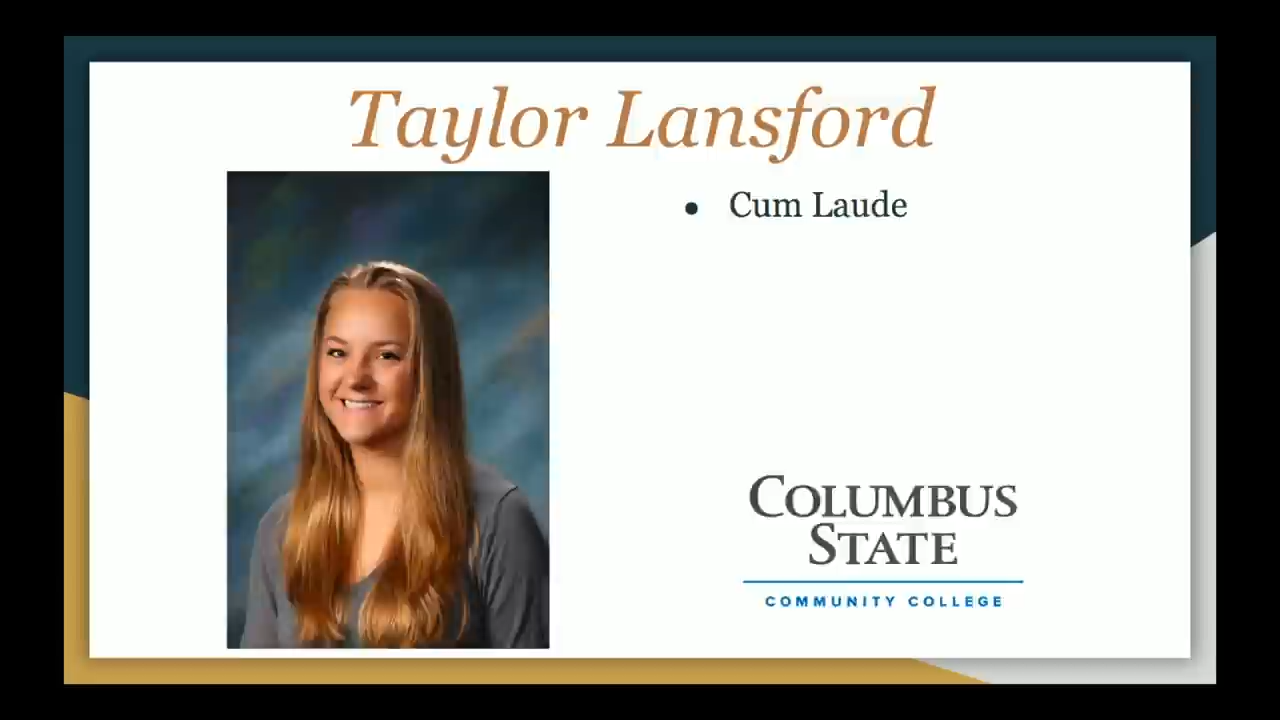 Taylor Lansford
• Cum Laude
COLUMBUS
STATE
COMMUNITY COLLEGE